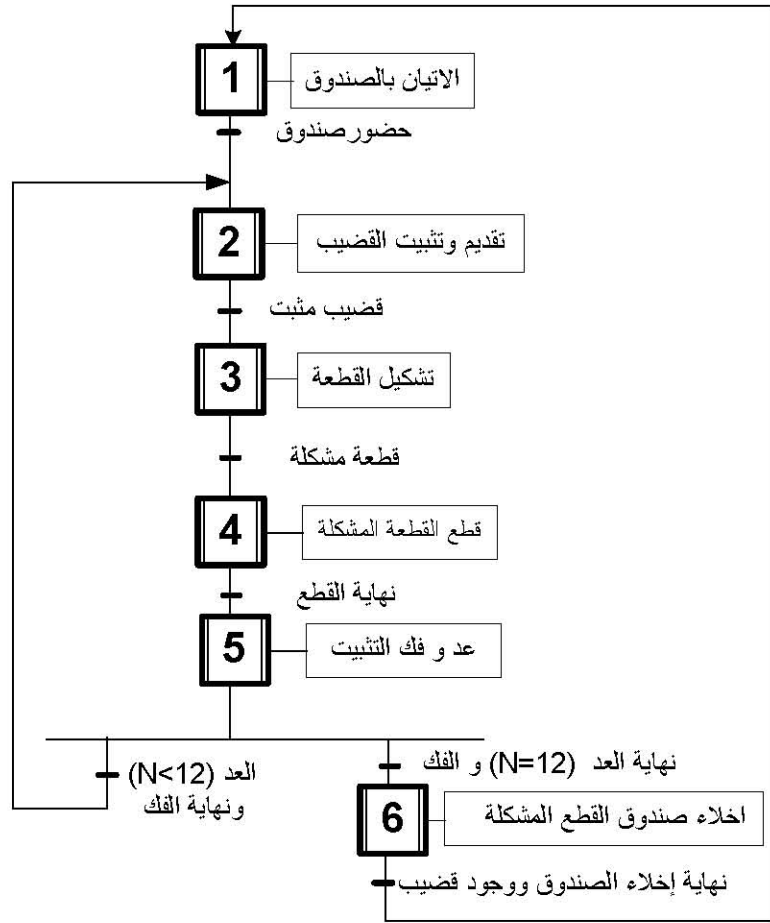 1
الاتيان بالصندوق
حضور صندوق
2
تقديم وتثبيت القضيب
قضيب مثبت
3
تشكيل القطعة
قطعة مشكلة
4
قطع القطعة المشكلة
نهاية القطع
5
عد و فك التثبيت
نهاية العد (N=12) و الفك
العد (N<12)
ونهاية الفك
6
اخلاء صندوق القطع المشكلة
نهاية إخلاء الصندوق ووجود قضيب